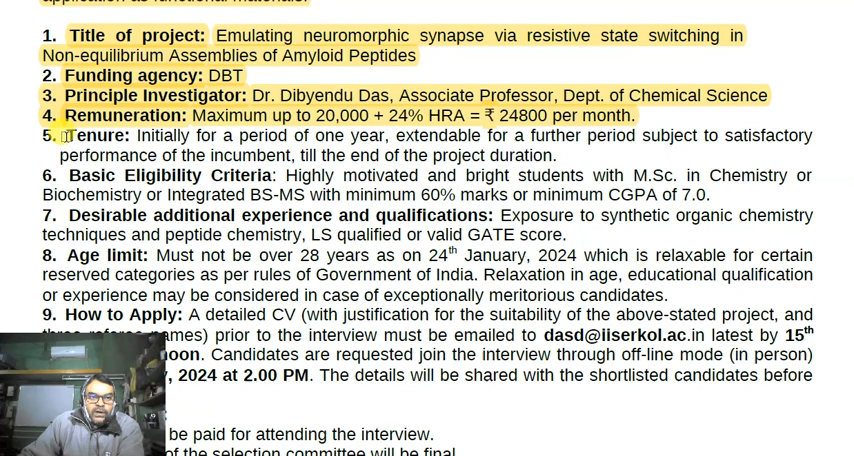 application as functional materials.
1. Title of project: Emulating neuromorphic synapse via resistive state switching in
Non-equilibrium Assemblies of Amyloid Peptides
2. Funding agency: DBT
3. Principle Investigator: Dr. Dibyendu Das, Associate Professor, Dept. of Chemical Science
4. Remuneration: Maximum up to 20,000 + 24% HRA = ₹ 24800 per month.
5. Tenure: Initially for a period of one year, extendable for a further period subject to satisfactory
performance of the incumbent, till the end of the project duration.
6. Basic Eligibility Criteria: Highly motivated and bright students with M.Sc. in Chemistry or
Biochemistry or Integrated BS-MS with minimum 60% marks or minimum CGPA of 7.0.
7. Desirable additional experience and qualifications: Exposure to synthetic organic chemistry
techniques and peptide chemistry, LS qualified or valid GATE score.
8. Age limit: Must not be over 28 years as on 24th January, 2024 which is relaxable for certain
reserved categories as per rules of Government of India. Relaxation in age, educational qualification
or experience may be considered in case of exceptionally meritorious candidates.
9. How to Apply: A detailed CV (with justification for the suitability of the above-stated project, and
three referee names) prior to the interview must be emailed to dasd@iiserkol.ac.in latest by 15th
oon. Candidates are requested join the interview through off-line mode (in person)
, 2024 at 2.00 PM. The details will be shared with the shortlisted candidates before
be paid for attending the interview.
of the selection committee will be final.